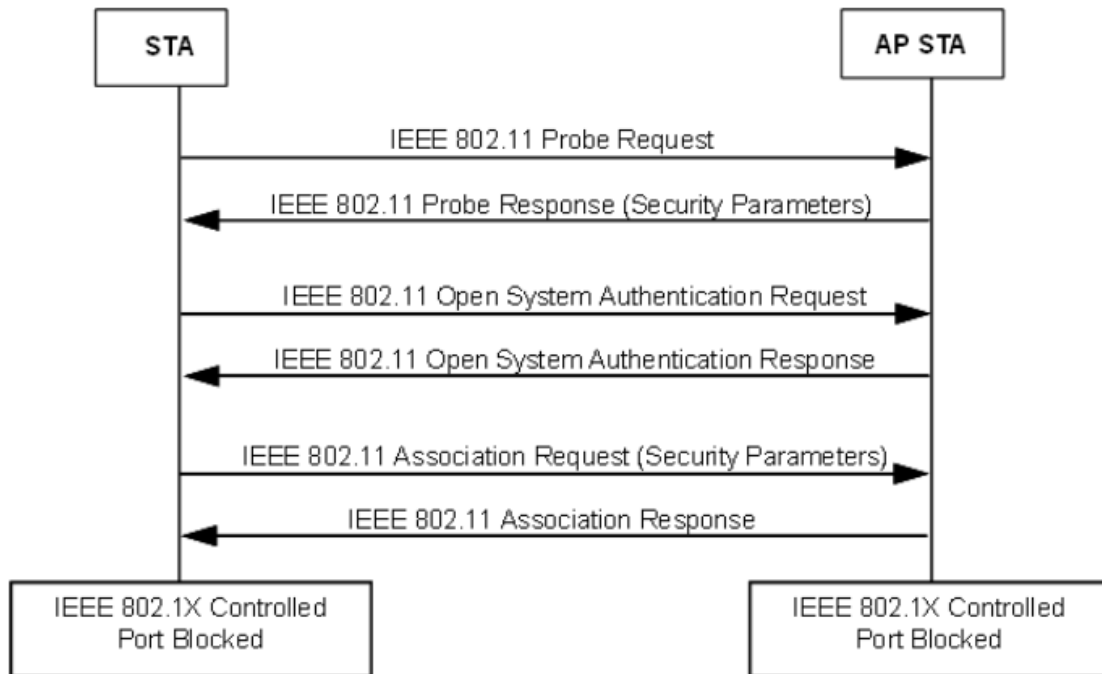 STA
AP STA
IEEE 802.11 Probe Request
IEEE 802.11 Probe Response (Security Parameters)
IEEE 802.11 Open System Authentication Request
IEEE 802.11 Open System Authentication Response
IEEE 802.11 Association Request (Security Parameters)
IEEE 802.11 Association Response
IEEE 802.1X Controlled
Port Blocked
IEEE 802.1X Controlled
Port Blocked